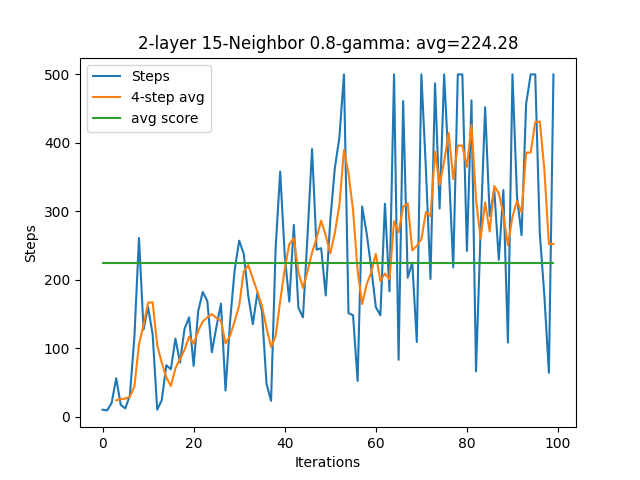 2-layer 15-Neighbor 0.8-gamma: avg=224.28
Steps
4-step avg
avg score
500
400
300
200
100
0
Steps
0 20 40 60 80 100
Iterations